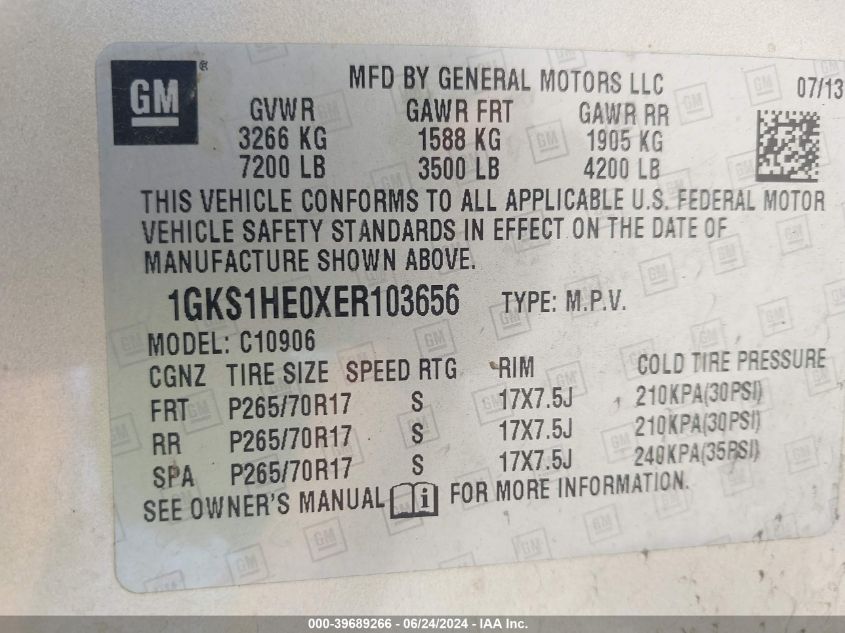 GM ®
MFD BY GENERAL MOTORS LLC 07/13
GVWR GAWR FRT GAWR RR
3266 KG 1588 KG 1905 KG
7200 LB 3500 LB 4200 LB
THIS VEHICLE CONFORMS TO ALL APPLICABLE U.S. FEDERAL MOTOR
VEHICLE SAFETY STANDARDS IN EFFECT ON THE DATE OF
MANUFACTURE SHOWN ABOVE.
1GKS1HE0XER103656 TYPE: M.P.V.
MODEL: C10906
CGNZ TIRE SIZE SPEED RTG RIM COLD TIRE PRESSURE
FRT P265/70R17 S 17X7.5J 210KPA(30PSI)
RR P265/70R17 S 17X7.5J 210KPA(30PSI)
SPA P265/70R17 S 17X7.5J 240KPA(35PSI)
SEE OWNER'S MANUAL i FOR MORE INFORMATION.
000-39689266 - 06/24/2024 - IAA Inc.